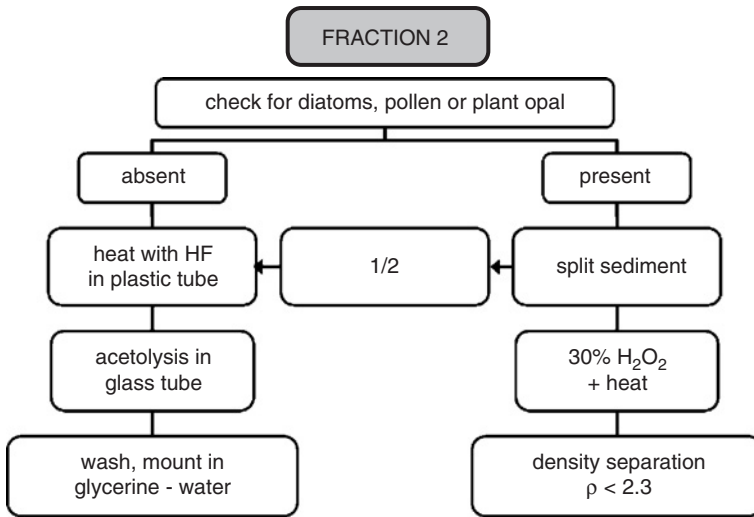 FRACTION 2
check for diatoms, pollen or plant opal
absent
present
heat with HF
in plastic tube
1/2
split sediment
acetolysis in
glass tube
30% H₂O₂
+ heat
wash, mount in
glycerine - water
density separation
ρ < 2.3